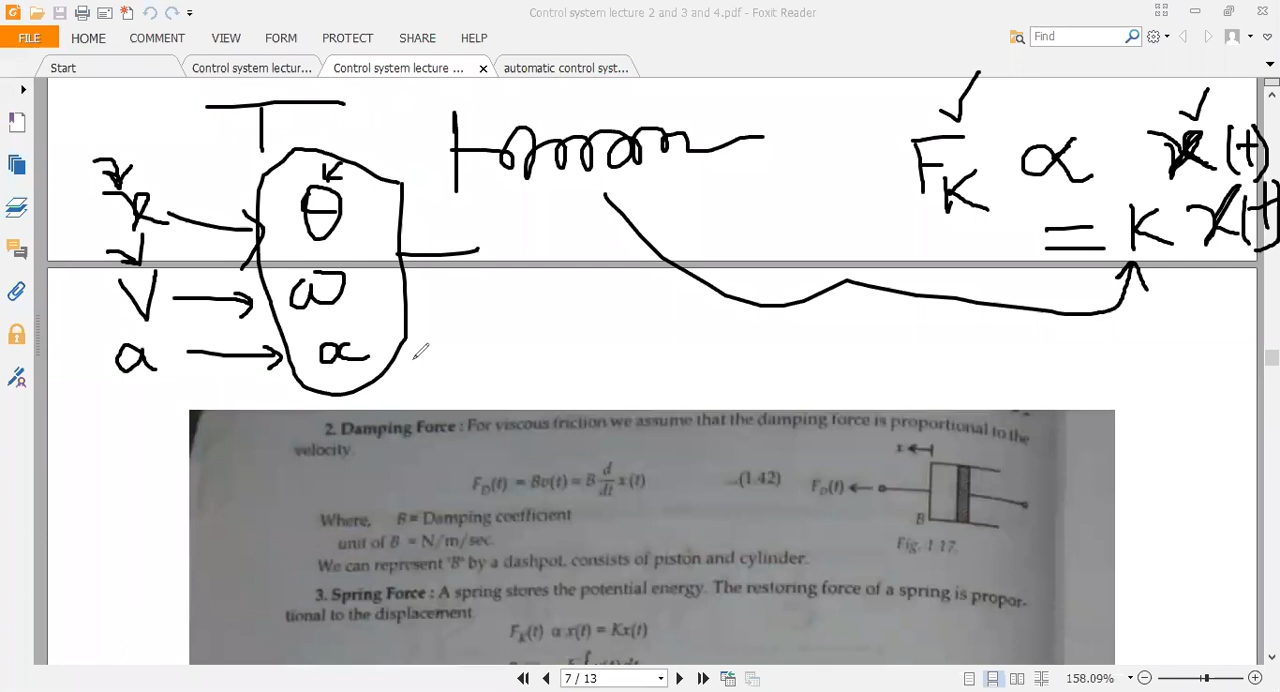 Control system lecture 2 and 3 and 4.pdf - Foxit Reader
FILE HOME COMMENT VIEW FORM PROTECT SHARE HELP Find
Start Control system lectur... Control system lecture ... automatic control syst...
T
F_K α x(t)
= K x(t)
x θ
V ω
a α
2. Damping Force : For viscous friction we assume that the damping force is proportional to the
velocity.
F_D(t) = Bv(t) = B d/dt x(t) ...(1.42)
x
F_D(t)
B
Where, B = Damping coefficient
unit of B = N/m/sec.
Fig. 1.17.
We can represent 'B' by a dashpot, consists of piston and cylinder.
3. Spring Force : A spring stores the potential energy. The restoring force of a spring is propor-
tional to the displacement.
F_K(t) α x(t) = Kx(t)
7 / 13 158.09%